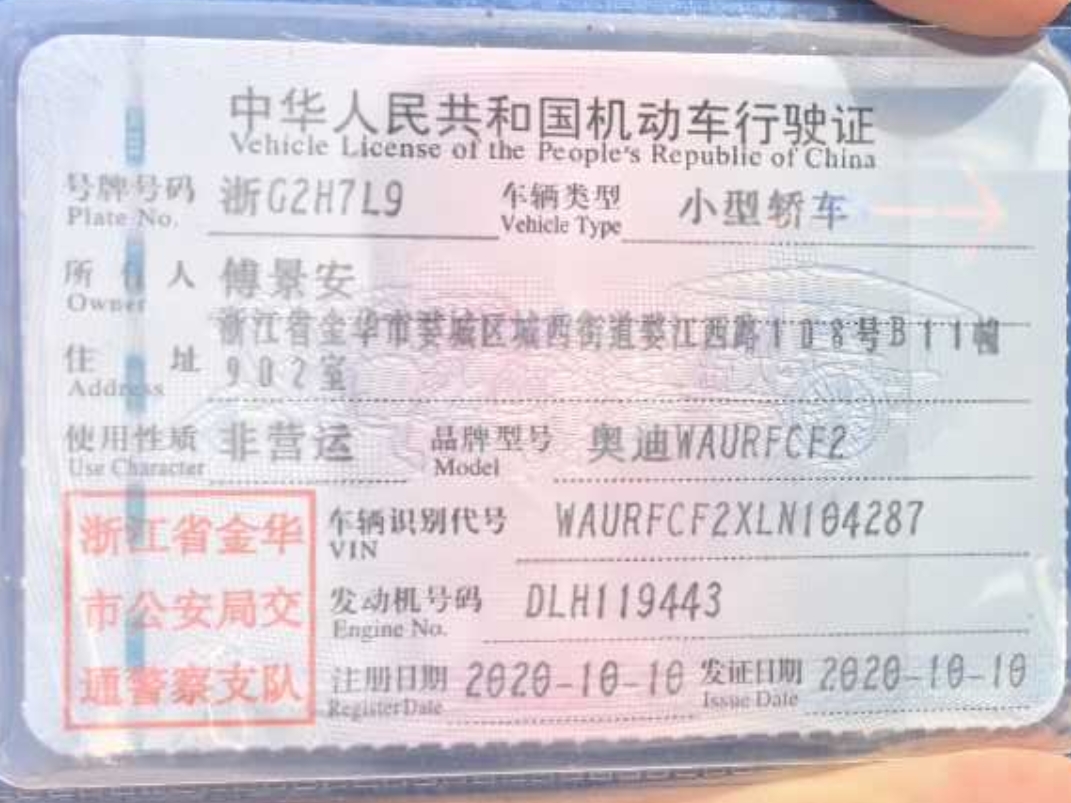 中华人民共和国机动车行驶证
Vehicle License of the People's Republic of China
号牌号码 浙G2H7L9 车辆类型 小型轿车
Plate No. Vehicle Type
所有人 傅景安
Owner
浙江省金华市婺城区城西街道婺江西路108号B11幢
住址 902室
Address
使用性质 非营运 品牌型号 奥迪WAURFCF2
Use Character Model
浙江省金华
市公安局交
通警察支队
车辆识别代号 WAURFCF2XLN104287
VIN
发动机号码 DLH119443
Engine No.
注册日期 2020-10-10 发证日期 2020-10-10
Register Date Issue Date